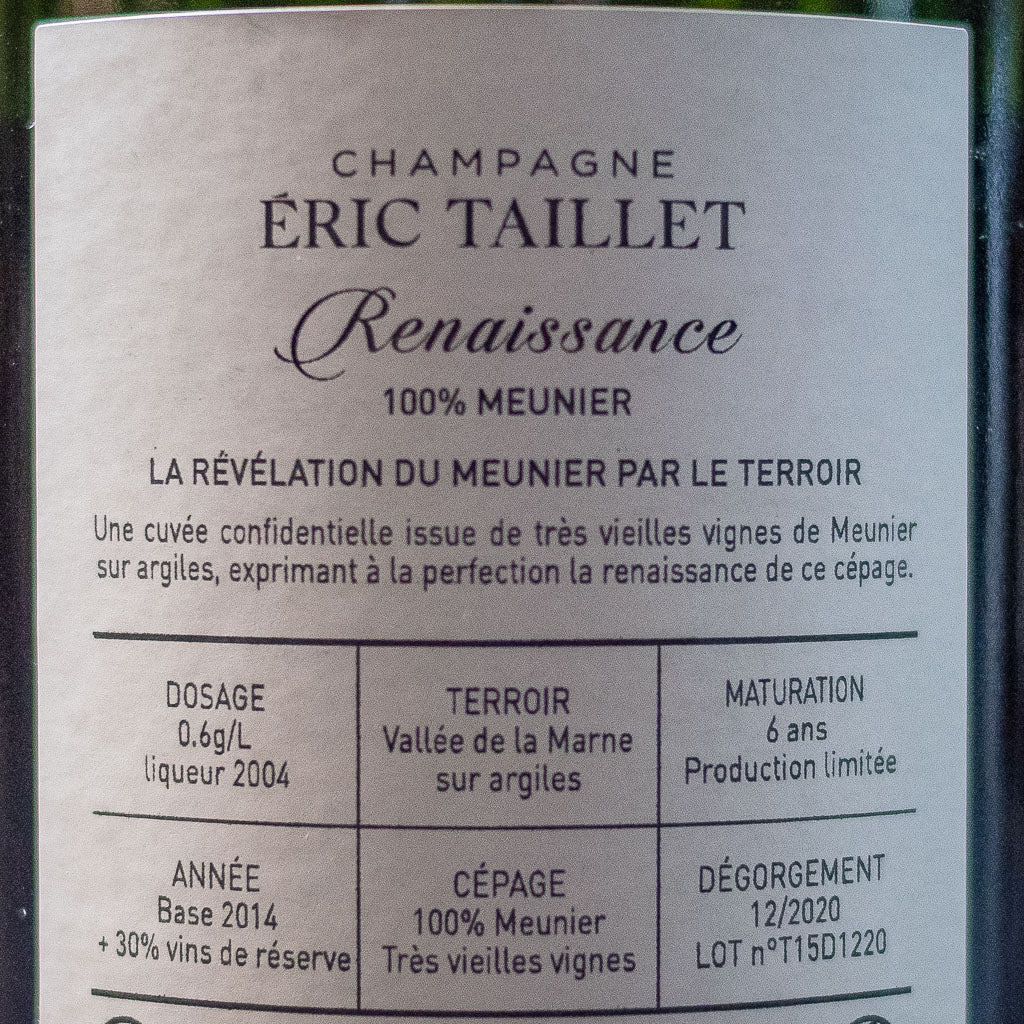 CHAMPAGNE
ÉRIC TAILLET
Renaissance
100% MEUNIER
LA RÉVÉLATION DU MEUNIER PAR LE TERROIR
Une cuvée confidentielle issue de très vieilles vignes de Meunier
sur argiles, exprimant à la perfection la renaissance de ce cépage.
DOSAGE
0.6g/L
liqueur 2004
TERROIR
Vallée de la Marne
sur argiles
MATURATION
6 ans
Production limitée
ANNÉE
Base 2014
+ 30% vins de réserve
CÉPAGE
100% Meunier
Très vieilles vignes
DÉGORGEMENT
12/2020
LOT n°T15D1220